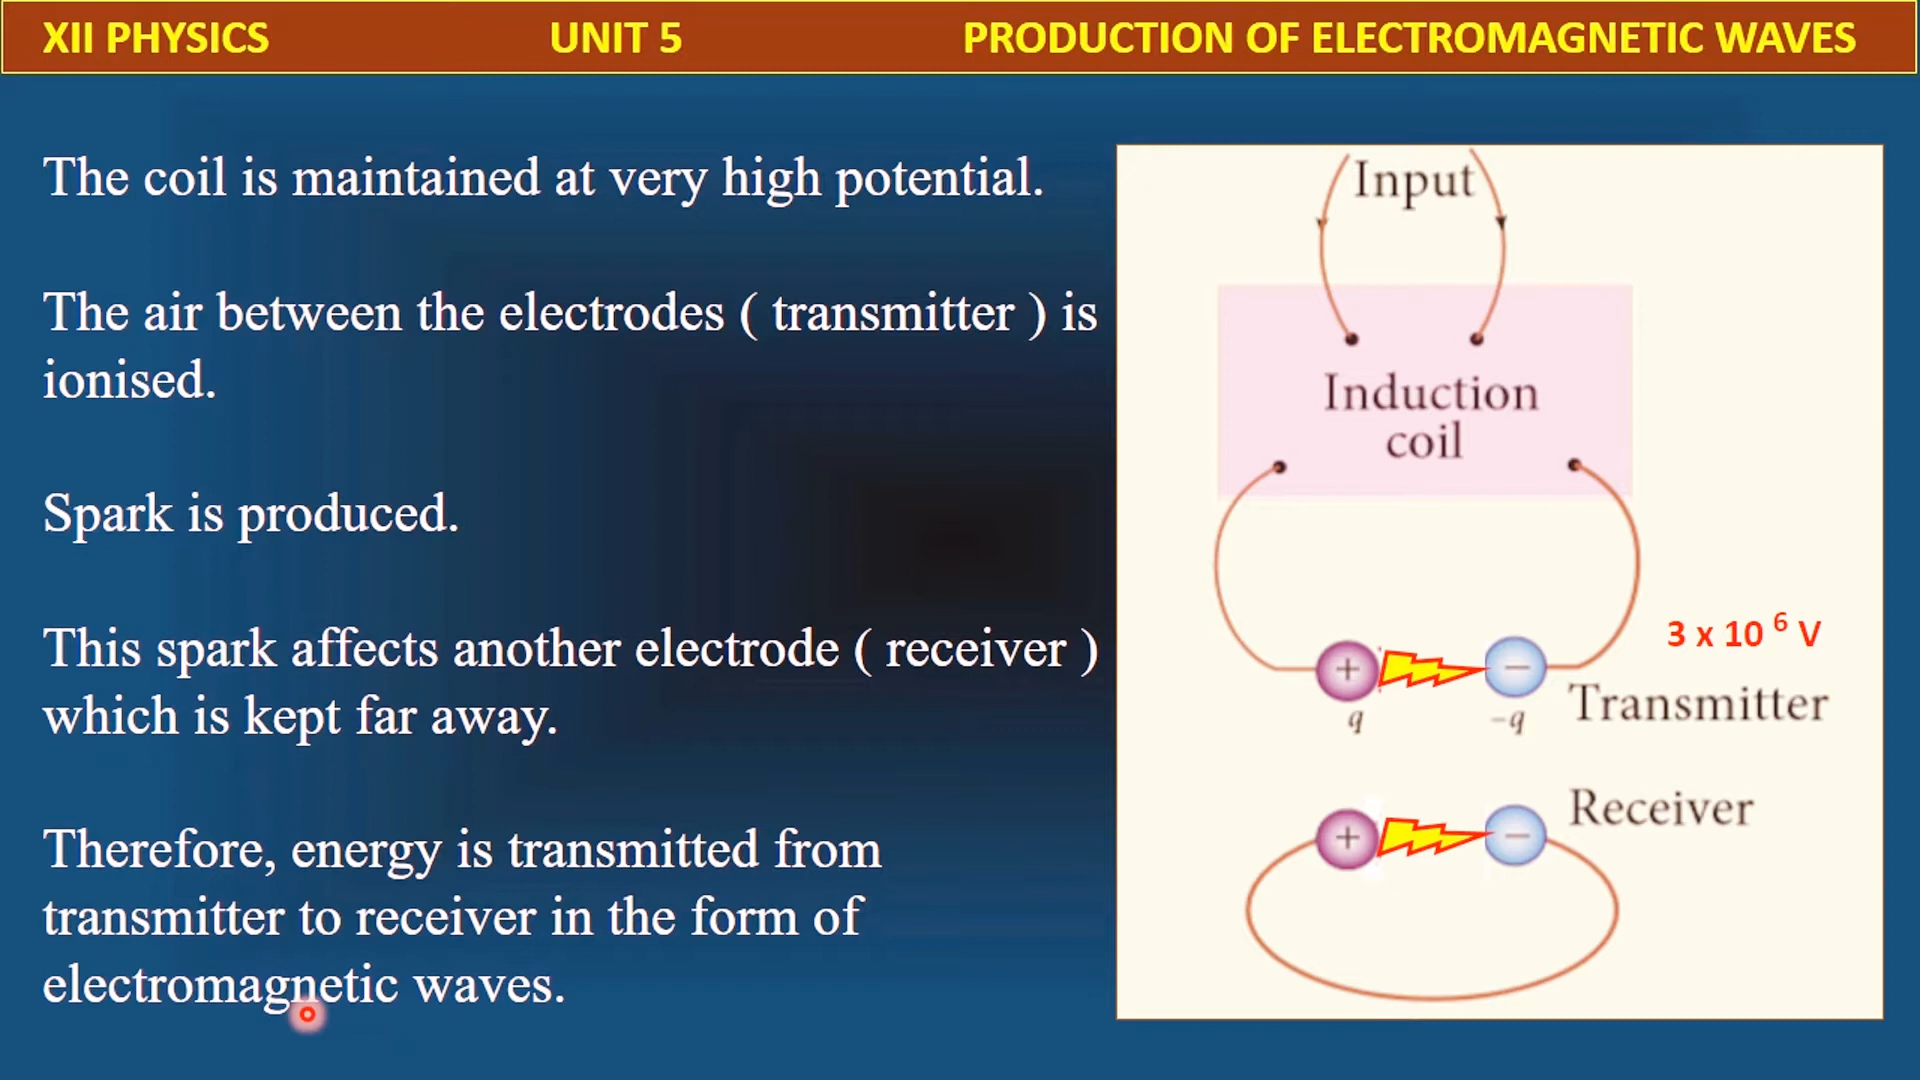 XII PHYSICS UNIT 5 PRODUCTION OF ELECTROMAGNETIC WAVES
The coil is maintained at very high potential.
The air between the electrodes ( transmitter ) is
ionised.
Spark is produced.
This spark affects another electrode ( receiver )
which is kept far away.
Therefore, energy is transmitted from
transmitter to receiver in the form of
electromagnetic waves.
Input
Induction
coil
3 x 10 ⁶ V
+ −
q −q Transmitter
Receiver
+ −